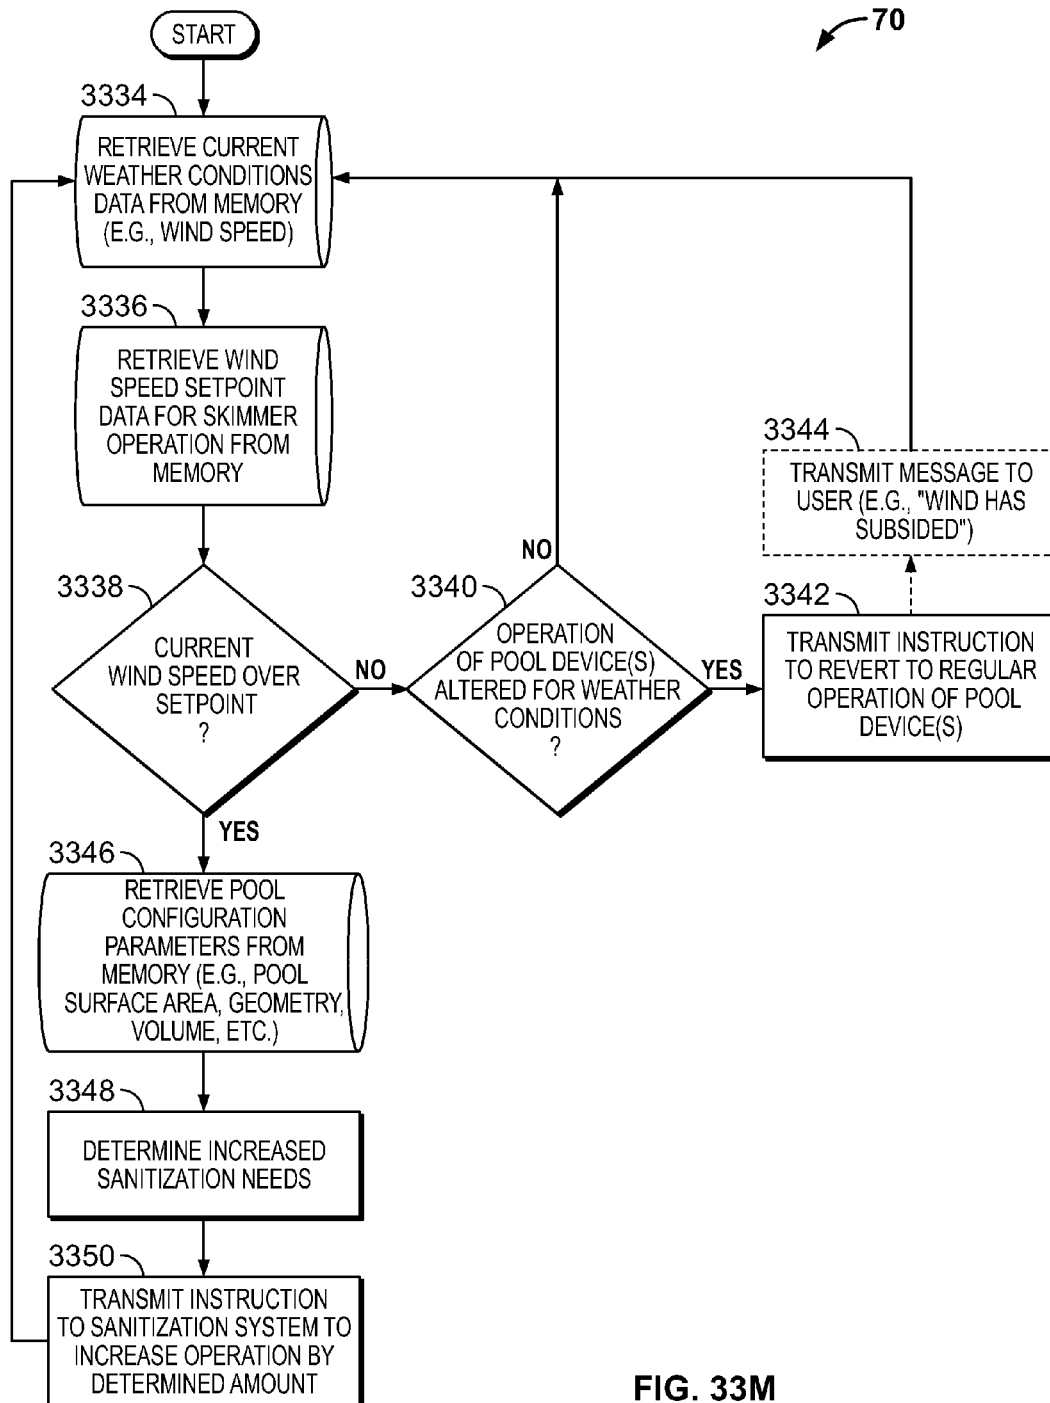 START
70
3334
RETRIEVE CURRENT
WEATHER CONDITIONS
DATA FROM MEMORY
(E.G., WIND SPEED)
3336
RETRIEVE WIND
SPEED SETPOINT
DATA FOR SKIMMER
OPERATION FROM
MEMORY
3338
CURRENT
WIND SPEED OVER
SETPOINT
?
NO
YES
3340
OPERATION
OF POOL DEVICE(S)
ALTERED FOR WEATHER
CONDITIONS
?
NO
YES
3344
TRANSMIT MESSAGE TO
USER (E.G., "WIND HAS
SUBSIDED")
3342
TRANSMIT INSTRUCTION
TO REVERT TO REGULAR
OPERATION OF POOL
DEVICE(S)
3346
RETRIEVE POOL
CONFIGURATION
PARAMETERS FROM
MEMORY (E.G., POOL
SURFACE AREA, GEOMETRY,
VOLUME, ETC.)
3348
DETERMINE INCREASED
SANITIZATION NEEDS
3350
TRANSMIT INSTRUCTION
TO SANITIZATION SYSTEM TO
INCREASE OPERATION BY
DETERMINED AMOUNT
FIG. 33M